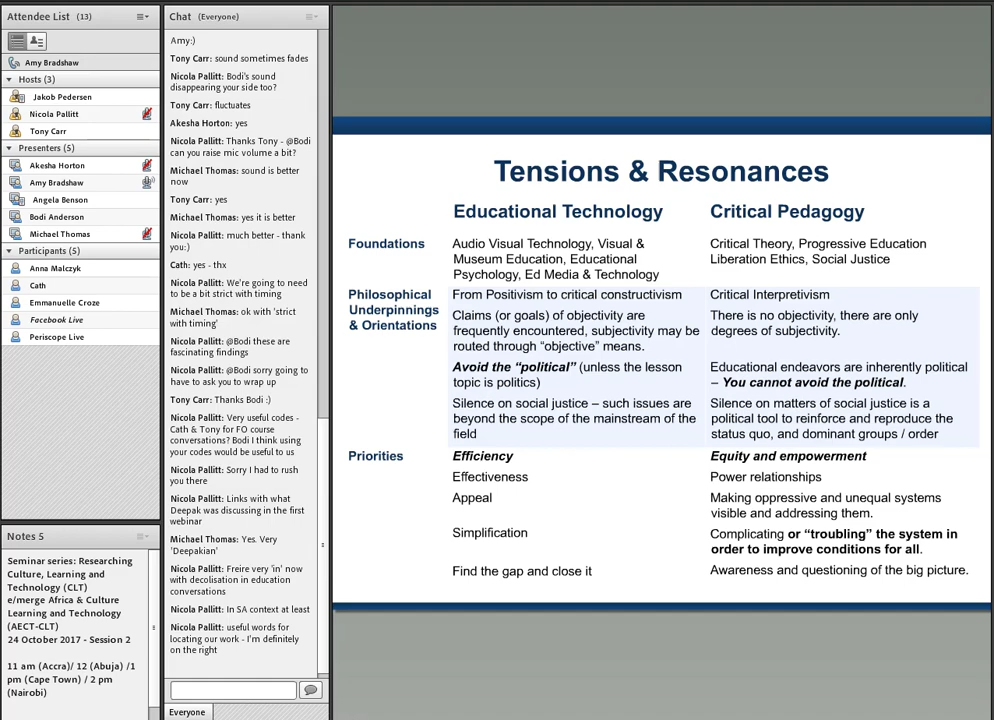 Attendee List (13)
Amy Bradshaw
Hosts (3)
Jakob Pedersen
Nicola Pallitt
Tony Carr
Presenters (5)
Akesha Horton
Amy Bradshaw
Angela Benson
Bodi Anderson
Michael Thomas
Participants (5)
Anna Malczyk
Cath
Emmanuelle Croze
Facebook Live
Periscope Live
Notes 5
Seminar series: Researching
Culture, Learning and
Technology (CLT)
e/merge Africa & Culture
Learning and Technology
(AECT-CLT)
24 October 2017 - Session 2
11 am (Accra)/ 12 (Abuja) /1
pm (Cape Town) / 2 pm
(Nairobi)
Chat (Everyone)
Amy:)
Tony Carr: sound sometimes fades
Nicola Pallitt: Bodi's sound
disappearing your side too?
Tony Carr: fluctuates
Akesha Horton: yes
Nicola Pallitt: Thanks Tony - @Bodi
can you raise mic volume a bit?
Michael Thomas: sound is better
now
Tony Carr: yes
Michael Thomas: yes it is better
Nicola Pallitt: much better - thank
you:)
Cath: yes - thx
Nicola Pallitt: We're going to need
to be a bit strict with timing
Michael Thomas: ok with 'strict
with timing'
Nicola Pallitt: @Bodi these are
fascinating findings
Nicola Pallitt: @Bodi sorry going to
have to ask you to wrap up
Tony Carr: Thanks Bodi :)
Nicola Pallitt: Very useful codes -
Cath & Tony for FO course
conversations? Bodi I think using
your codes would be useful to us
Nicola Pallitt: Sorry I had to rush
you there
Nicola Pallitt: Links with what
Deepak was discussing in the first
webinar
Michael Thomas: Yes. Very
'Deepakian'
Nicola Pallitt: Freire very 'in' now
with decolisation in education
conversations
Nicola Pallitt: In SA context at least
Nicola Pallitt: useful words for
locating our work - I'm definitely
on the right
Everyone
Tensions & Resonances
Educational Technology
Critical Pedagogy
Foundations
Audio Visual Technology, Visual &
Museum Education, Educational
Psychology, Ed Media & Technology
Critical Theory, Progressive Education
Liberation Ethics, Social Justice
Philosophical
Underpinnings
& Orientations
From Positivism to critical constructivism
Critical Interpretivism
Claims (or goals) of objectivity are
frequently encountered, subjectivity may be
routed through “objective” means.
There is no objectivity, there are only
degrees of subjectivity.
Avoid the “political” (unless the lesson
topic is politics)
Educational endeavors are inherently political
– You cannot avoid the political.
Silence on social justice – such issues are
beyond the scope of the mainstream of the
field
Silence on matters of social justice is a
political tool to reinforce and reproduce the
status quo, and dominant groups / order
Priorities
Efficiency
Equity and empowerment
Effectiveness
Power relationships
Appeal
Making oppressive and unequal systems
visible and addressing them.
Simplification
Complicating or “troubling” the system in
order to improve conditions for all.
Find the gap and close it
Awareness and questioning of the big picture.